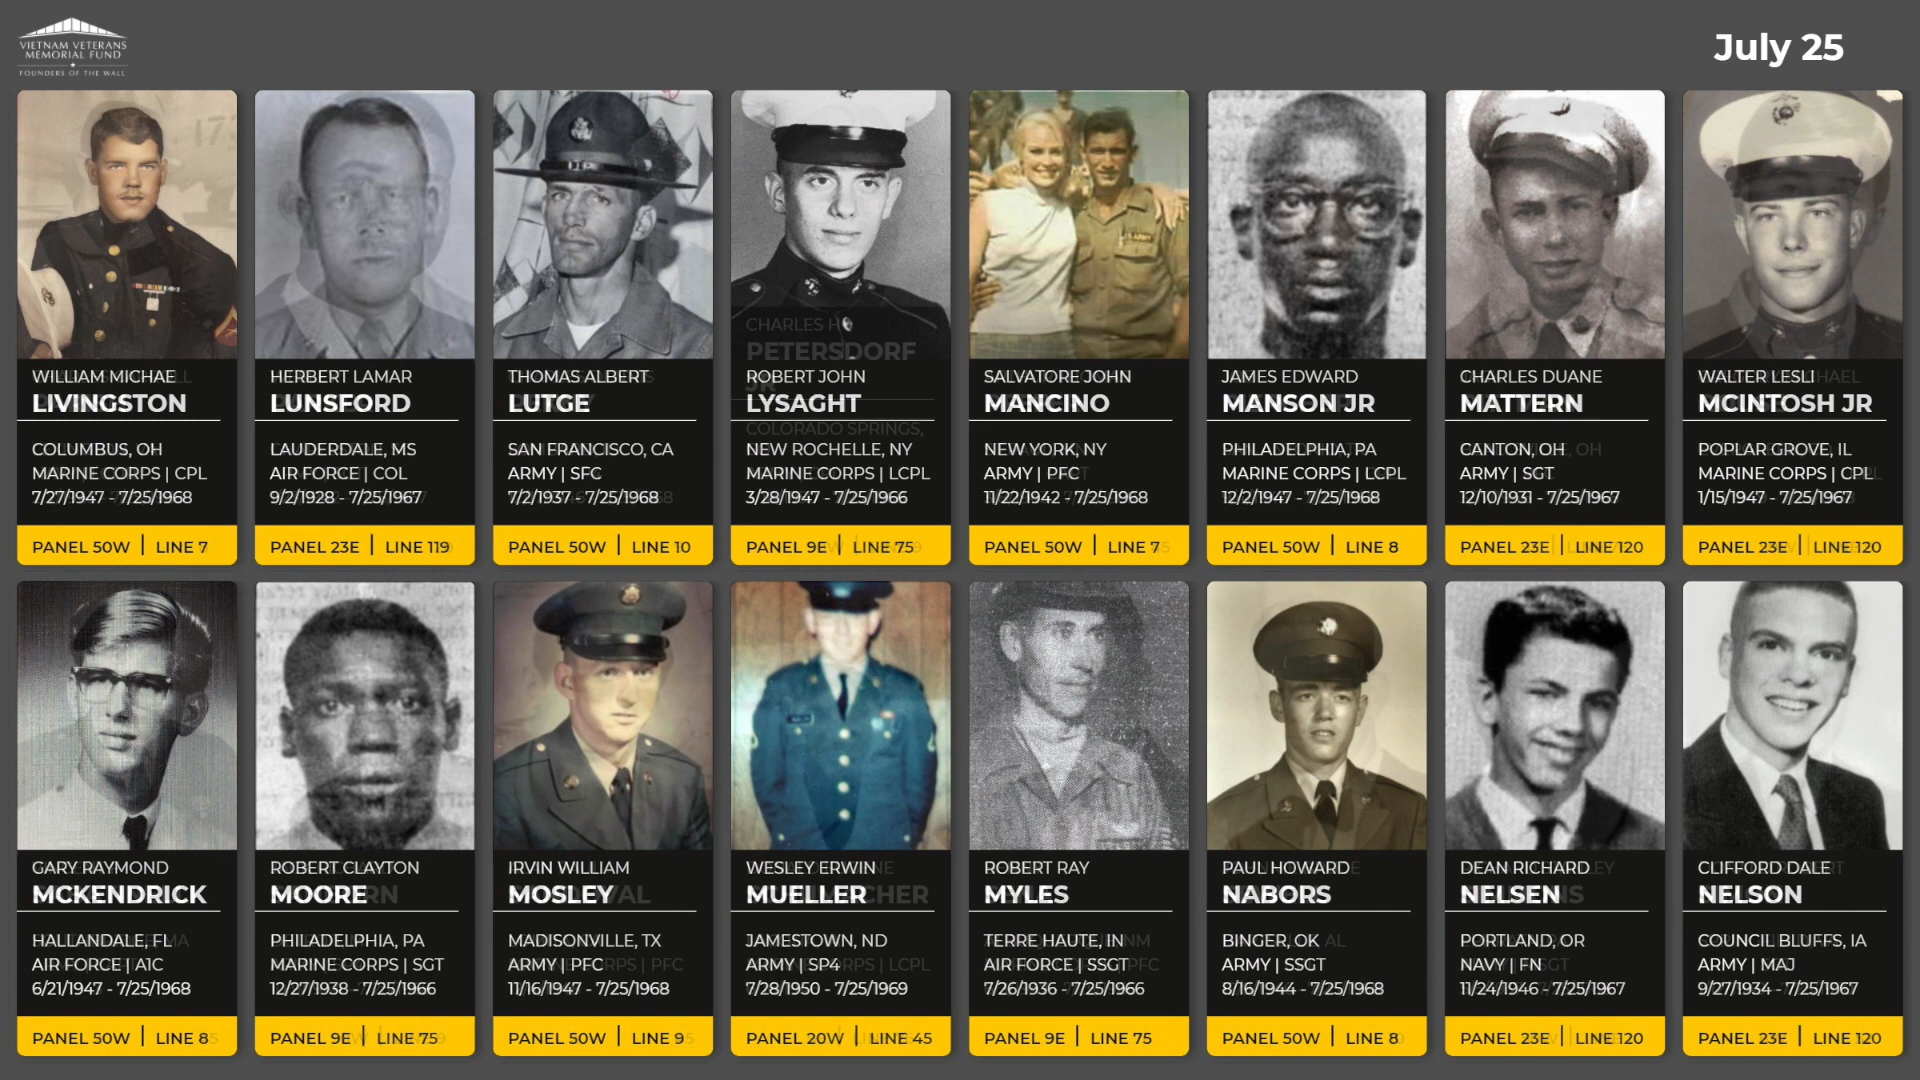 VIETNAM VETERANS
MEMORIAL FUND
FOUNDERS OF THE WALL
July 25
WILLIAM MICHAE
LIVINGSTON
COLUMBUS, OH
MARINE CORPS | CPL
7/27/1947 - 7/25/1968
PANEL 50W | LINE 7
HERBERT LAMAR
LUNSFORD
LAUDERDALE, MS
AIR FORCE | COL
9/2/1928 - 7/25/1967
PANEL 23E | LINE 119
THOMAS ALBERT
LUTGE
SAN FRANCISCO, CA
ARMY | SFC
7/2/1937 - 7/25/1968
PANEL 50W | LINE 10
CHARLES H
PETERSDORF
JR
ROBERT JOHN
LYSAGHT
COLORADO SPRINGS,
NEW ROCHELLE, NY
MARINE CORPS | LCPL
3/28/1947 - 7/25/1966
PANEL 9E | LINE 75
SALVATORE JOHN
MANCINO
NEW YORK, NY
ARMY | PFC
11/22/1942 - 7/25/1968
PANEL 50W | LINE 7
JAMES EDWARD
MANSON JR
PHILADELPHIA, PA
MARINE CORPS | LCPL
12/2/1947 - 7/25/1968
PANEL 50W | LINE 8
CHARLES DUANE
MATTERN
CANTON, OH
ARMY | SGT
12/10/1931 - 7/25/1967
PANEL 23E | LINE 120
WALTER LESLI
MCINTOSH JR
POPLAR GROVE, IL
MARINE CORPS | CPL
1/15/1947 - 7/25/1967
PANEL 23E | LINE 120
GARY RAYMOND
MCKENDRICK
HALLANDALE, FL
AIR FORCE | A1C
6/21/1947 - 7/25/1968
PANEL 50W | LINE 8
ROBERT CLAYTON
MOORE
PHILADELPHIA, PA
MARINE CORPS | SGT
12/27/1938 - 7/25/1966
PANEL 9E | LINE 75
IRVIN WILLIAM
MOSLEY
MADISONVILLE, TX
ARMY | PFC
11/16/1947 - 7/25/1968
PANEL 50W | LINE 9
WESLEY ERWIN
MUELLER
JAMESTOWN, ND
ARMY | SP4
7/28/1950 - 7/25/1969
PANEL 20W | LINE 45
ROBERT RAY
MYLES
TERRE HAUTE, IN
AIR FORCE | SSGT
7/26/1936 - 7/25/1966
PANEL 9E | LINE 75
PAUL HOWARD
NABORS
BINGER, OK
ARMY | SSGT
8/16/1944 - 7/25/1968
PANEL 50W | LINE 8
DEAN RICHARD
NELSEN
PORTLAND, OR
NAVY | FN
11/24/1946 - 7/25/1967
PANEL 23E | LINE 120
CLIFFORD DALE
NELSON
COUNCIL BLUFFS, IA
ARMY | MAJ
9/27/1934 - 7/25/1967
PANEL 23E | LINE 120